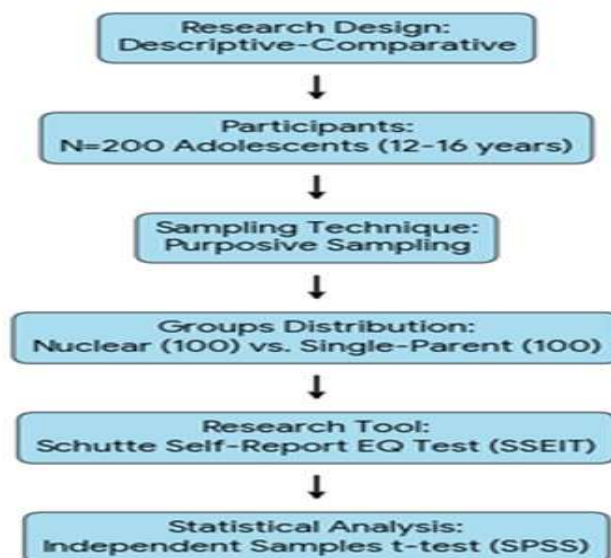 Research Design:
Descriptive-Comparative
Participants:
N=200 Adolescents (12-16 years)
Sampling Technique:
Purposive Sampling
Groups Distribution:
Nuclear (100) vs. Single-Parent (100)
Research Tool:
Schutte Self-Report EQ Test (SSEIT)
Statistical Analysis:
Independent Samples t-test (SPSS)